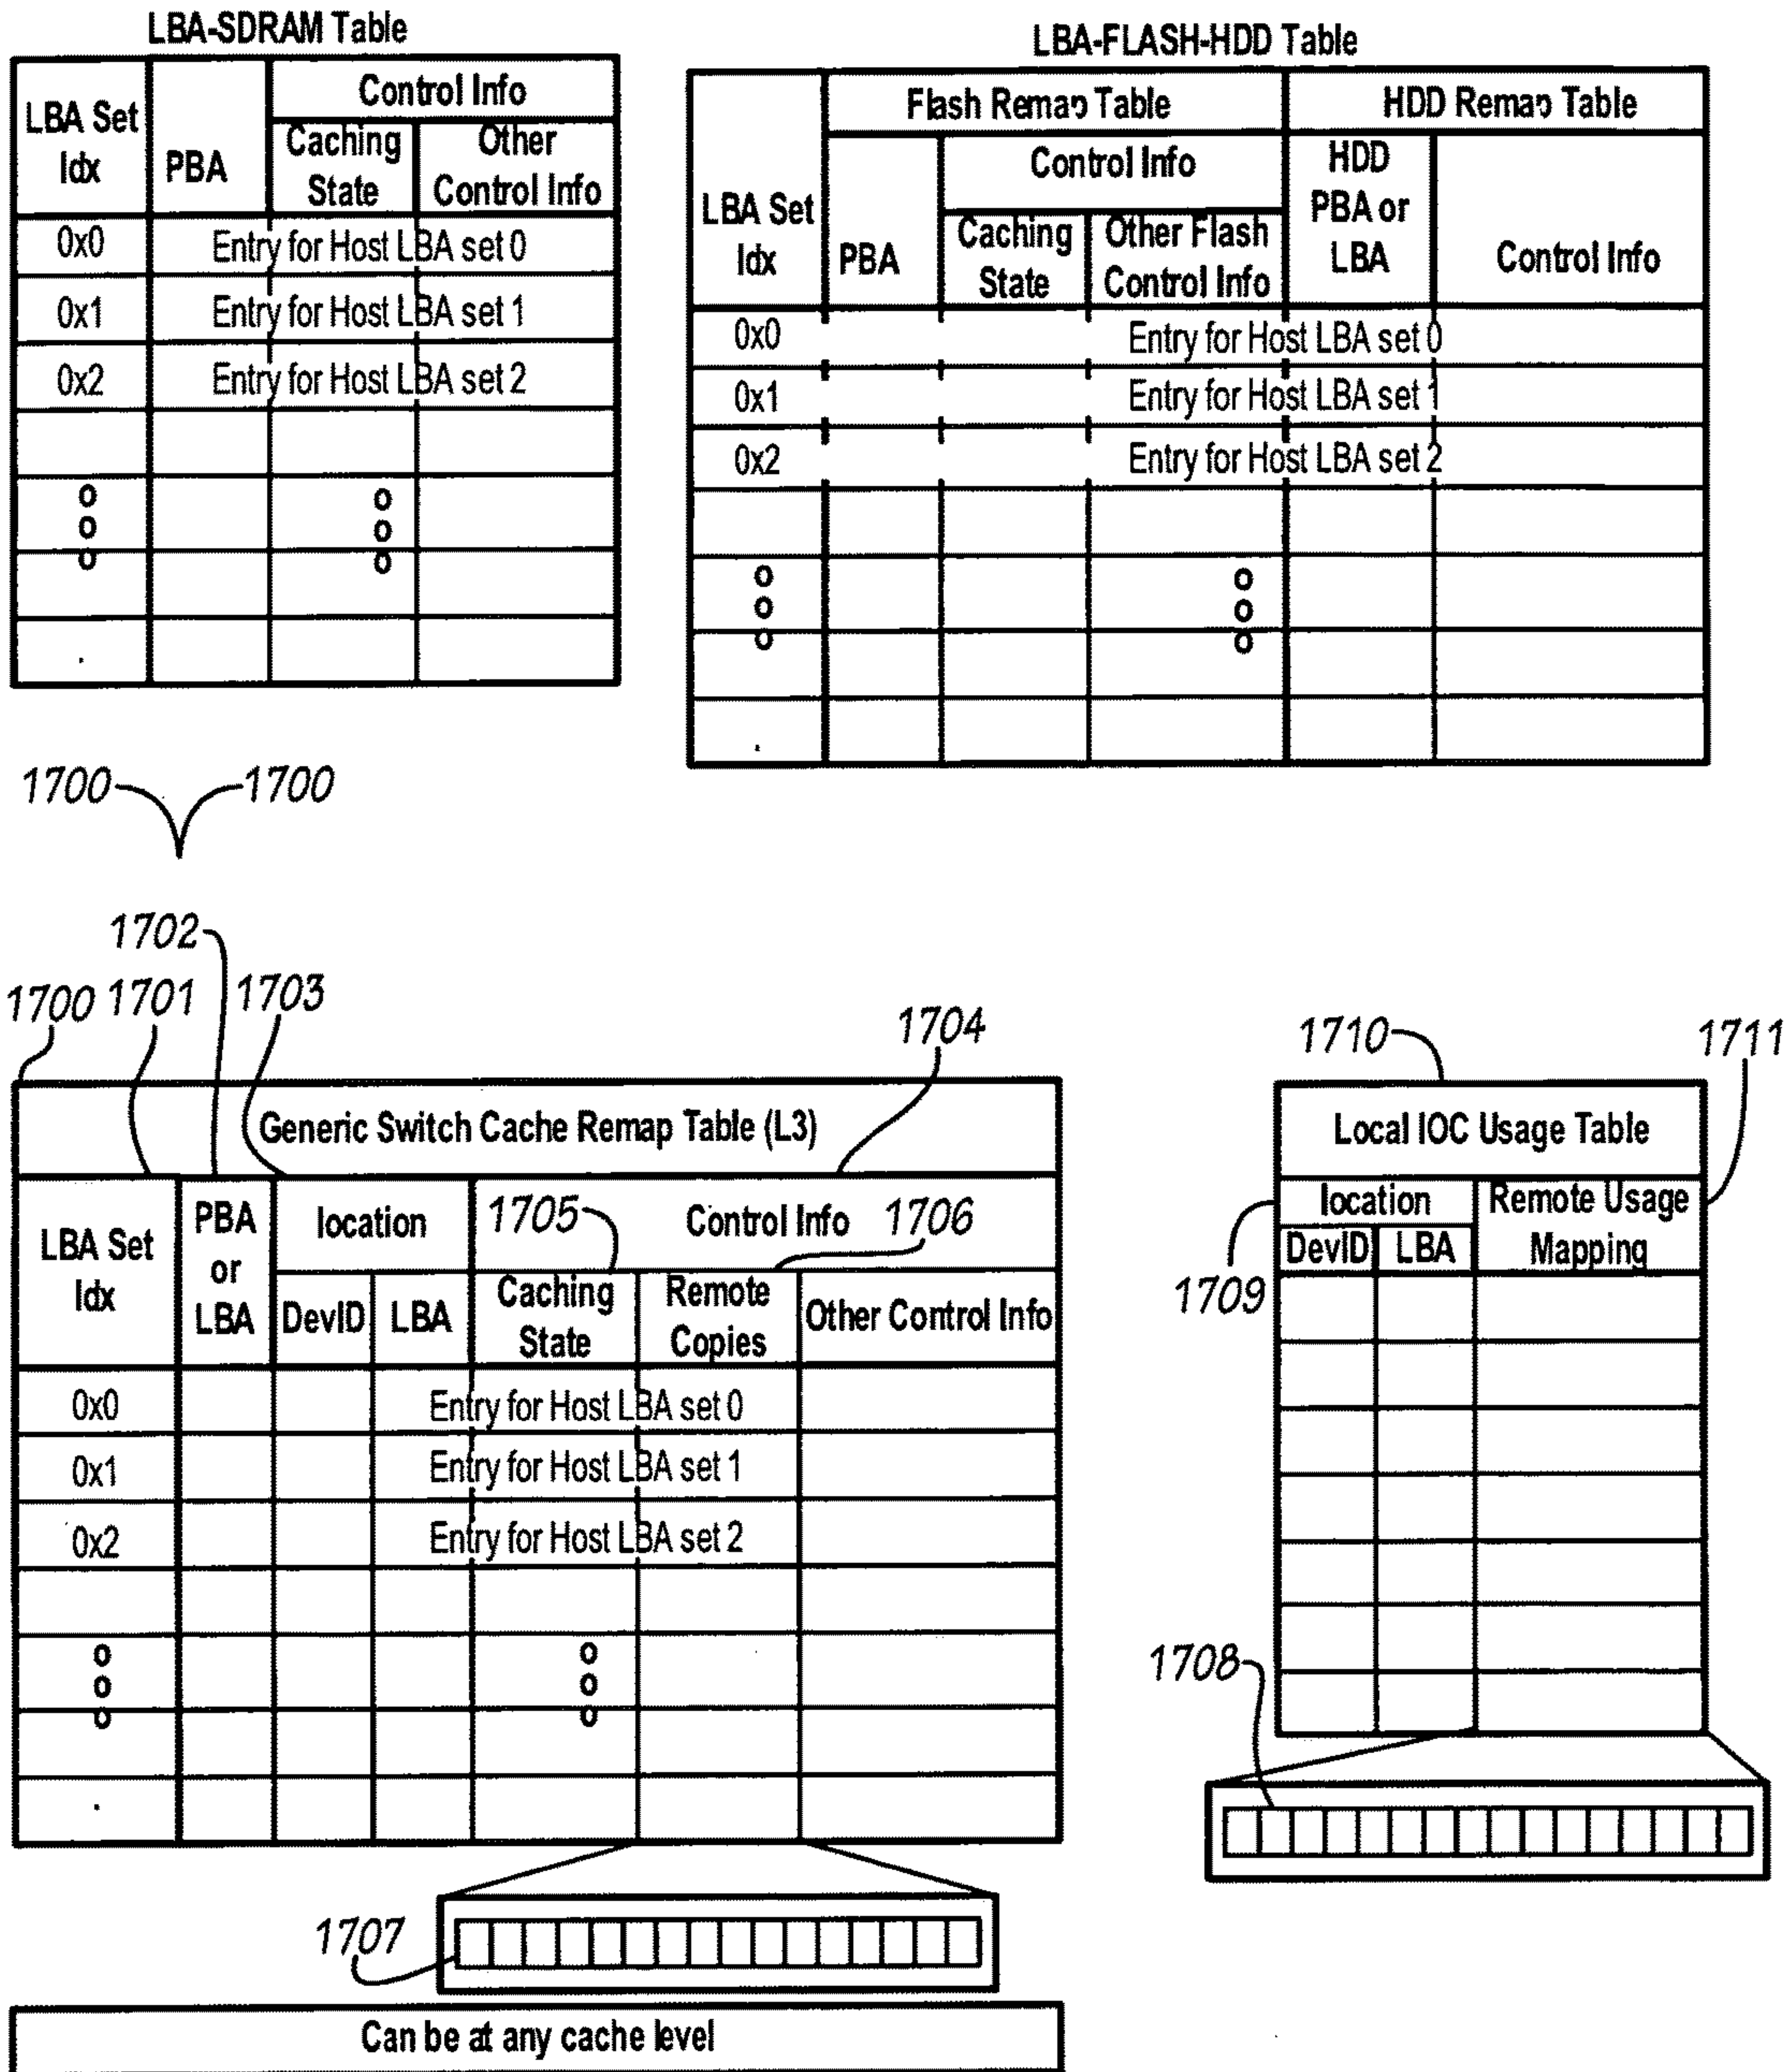 LBA-SDRAM Table
LBA Set Idx
PBA
Control Info
Caching State
Other Control Info
0x0 Entry for Host LBA set 0
0x1 Entry for Host LBA set 1
0x2 Entry for Host LBA set 2
LBA-FLASH-HDD Table
LBA Set Idx
Flash Remap Table
HDD Remap Table
PBA
Control Info
Caching State
Other Flash Control Info
HDD PBA or LBA
Control Info
0x0 Entry for Host LBA set 0
0x1 Entry for Host LBA set 1
0x2 Entry for Host LBA set 2
1700 1700
1702
1700 1701 1703
1704
Generic Switch Cache Remap Table (L3)
LBA Set Idx
PBA or LBA
location
DevID LBA
1705
Control Info
1706
Caching State
Remote Copies
Other Control Info
0x0 Entry for Host LBA set 0
0x1 Entry for Host LBA set 1
0x2 Entry for Host LBA set 2
1707
Can be at any cache level
1710
1711
Local IOC Usage Table
location
DevID LBA
Remote Usage Mapping
1709
1708